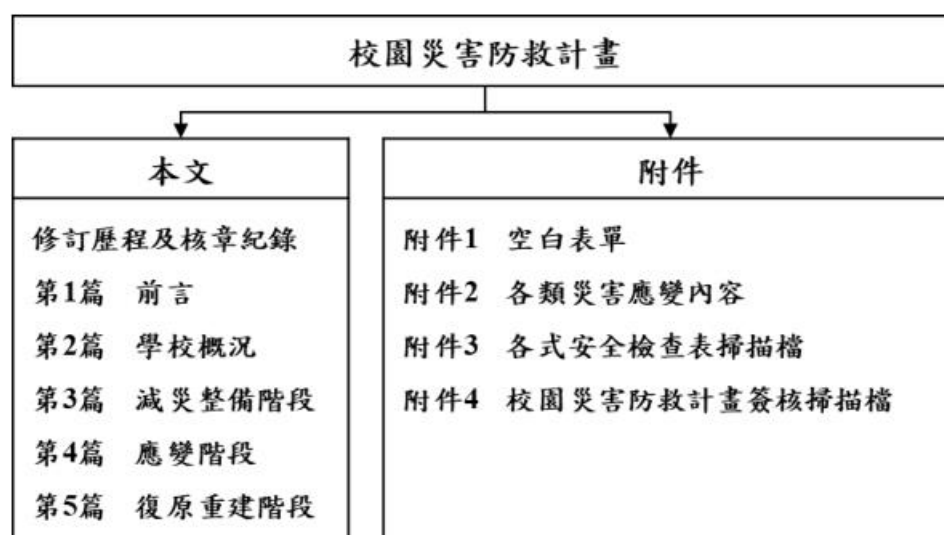 校園災害防救計畫
本文
修訂歷程及核章紀錄
第1篇 前言
第2篇 學校概況
第3篇 減災整備階段
第4篇 應變階段
第5篇 復原重建階段
附件
附件1 空白表單
附件2 各類災害應變內容
附件3 各式安全檢查表掃描檔
附件4 校園災害防救計畫簽核掃描檔